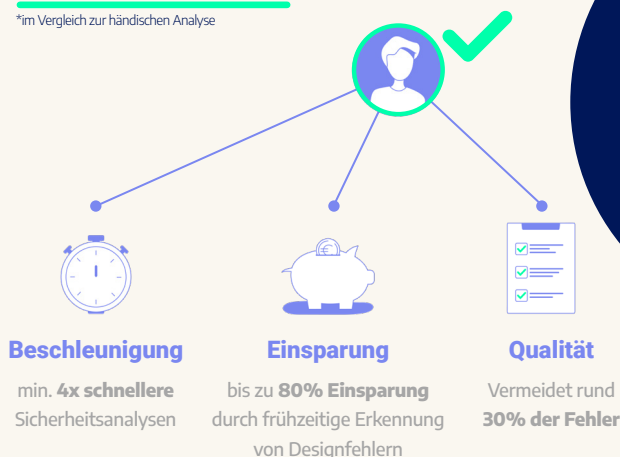 *im Vergleich zur händischen Analyse
€
Beschleunigung
min. 4x schnellere
Sicherheitsanalysen
Einsparung
bis zu 80% Einsparung
durch frühzeitige Erkennung
von Designfehlern
Qualität
Vermeidet rund
30% der Fehler